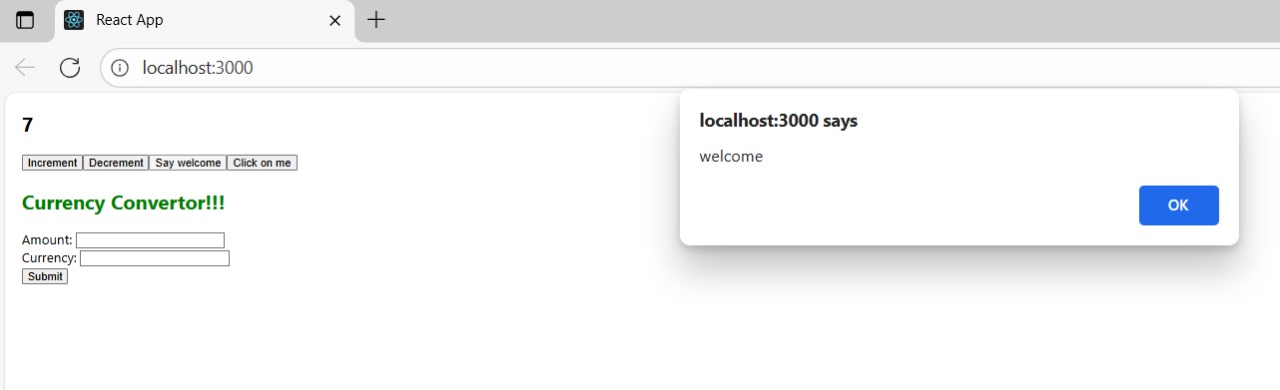 React App
localhost:3000
7
Increment Decrement Say welcome Click on me
Currency Convertor!!!
Amount:
Currency:
Submit
localhost:3000 says
welcome
OK